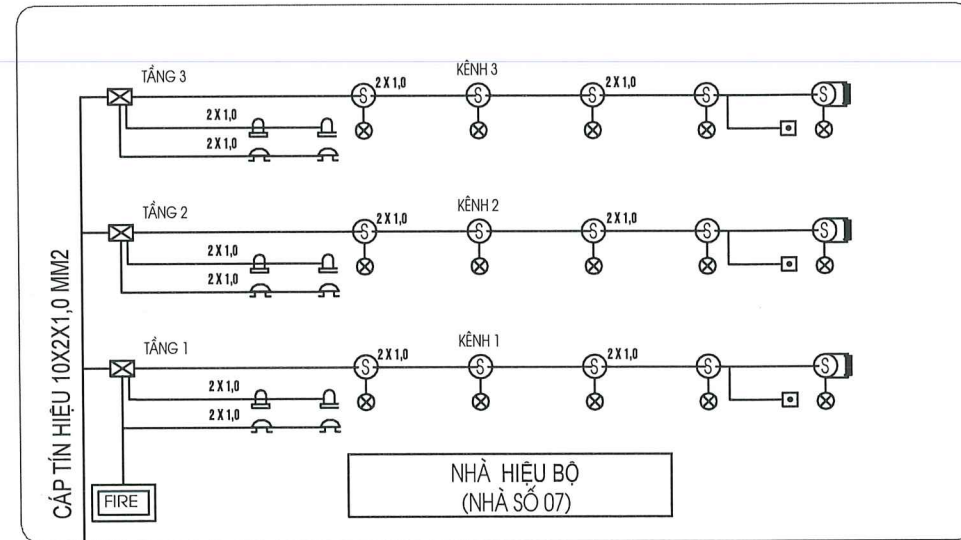 TẦNG 3
2 X 1,0
KÊNH 3
2 X 1,0
S
S
S
S
S
2 X 1,0
2 X 1,0
TẦNG 2
2 X 1,0
KÊNH 2
2 X 1,0
S
S
S
S
S
2 X 1,0
2 X 1,0
TẦNG 1
2 X 1,0
KÊNH 1
2 X 1,0
S
S
S
S
S
2 X 1,0
2 X 1,0
CÁP TÍN HIỆU 10X2X1,0 MM2
FIRE
NHÀ HIỆU BỘ
(NHÀ SỐ 07)